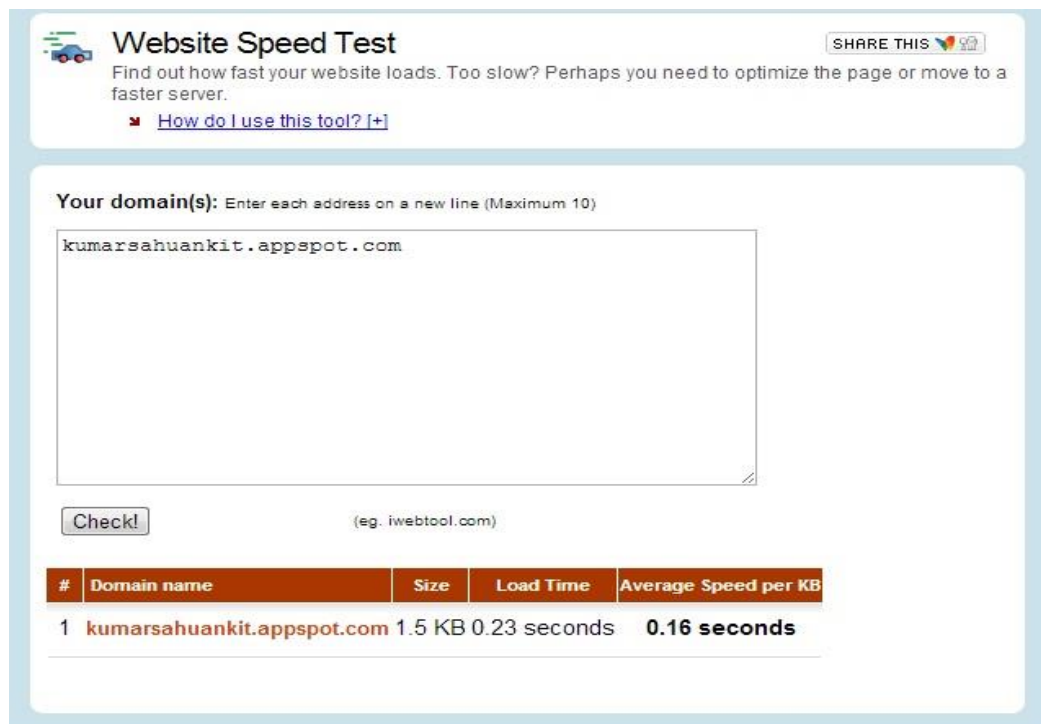 Website Speed Test
SHARE THIS
Find out how fast your website loads. Too slow? Perhaps you need to optimize the page or move to a
faster server.
How do I use this tool? [+]
Your domain(s): Enter each address on a new line (Maximum 10)
kumarsahuankit.appspot.com
Check!
(eg. iwebtool.com)
# Domain name Size Load Time Average Speed per KB
1 kumarsahuankit.appspot.com 1.5 KB 0.23 seconds 0.16 seconds